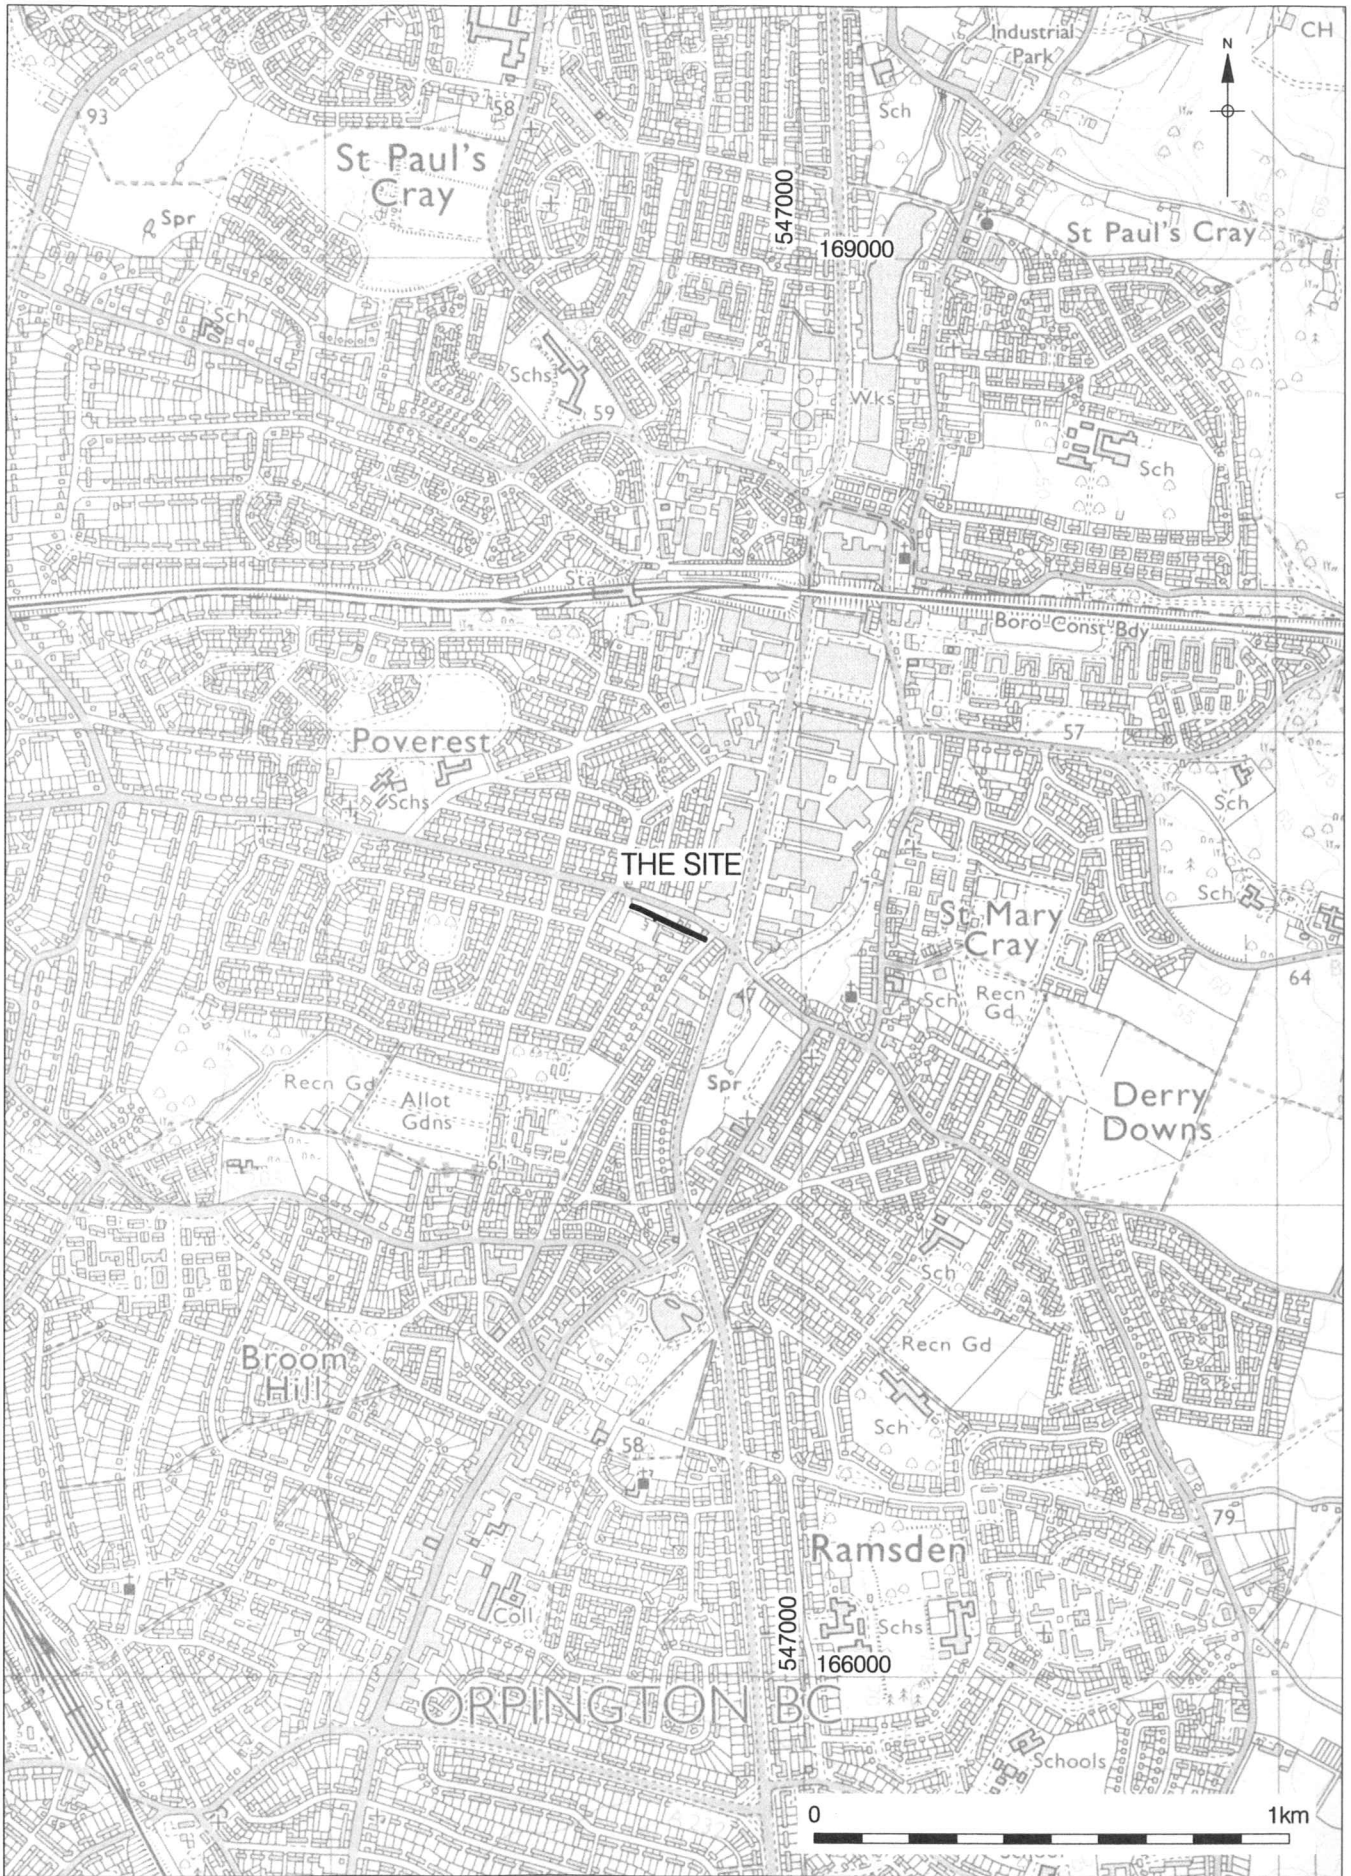 Industrial
Park
CH
N
Sch
93
58
St Paul's
Cray
547000
Spr
169000
St Paul's Cray
Sch
Schs
59
Wks
Sch
Sta
Boro Const Bdy
Poverest
57
Schs
Sch
THE SITE
Sch
St Mary
Cray
64
47
Sch
Recn
Gd
Recn Gd
Allot
Gdns
Spr
Derry
Downs
61
Sch
Broom
Hill
Recn Gd
Sch
58
79
Ramsden
Coll
547000
Schs
166000
Sta
ORPINGTON BC
Schools
0
1km